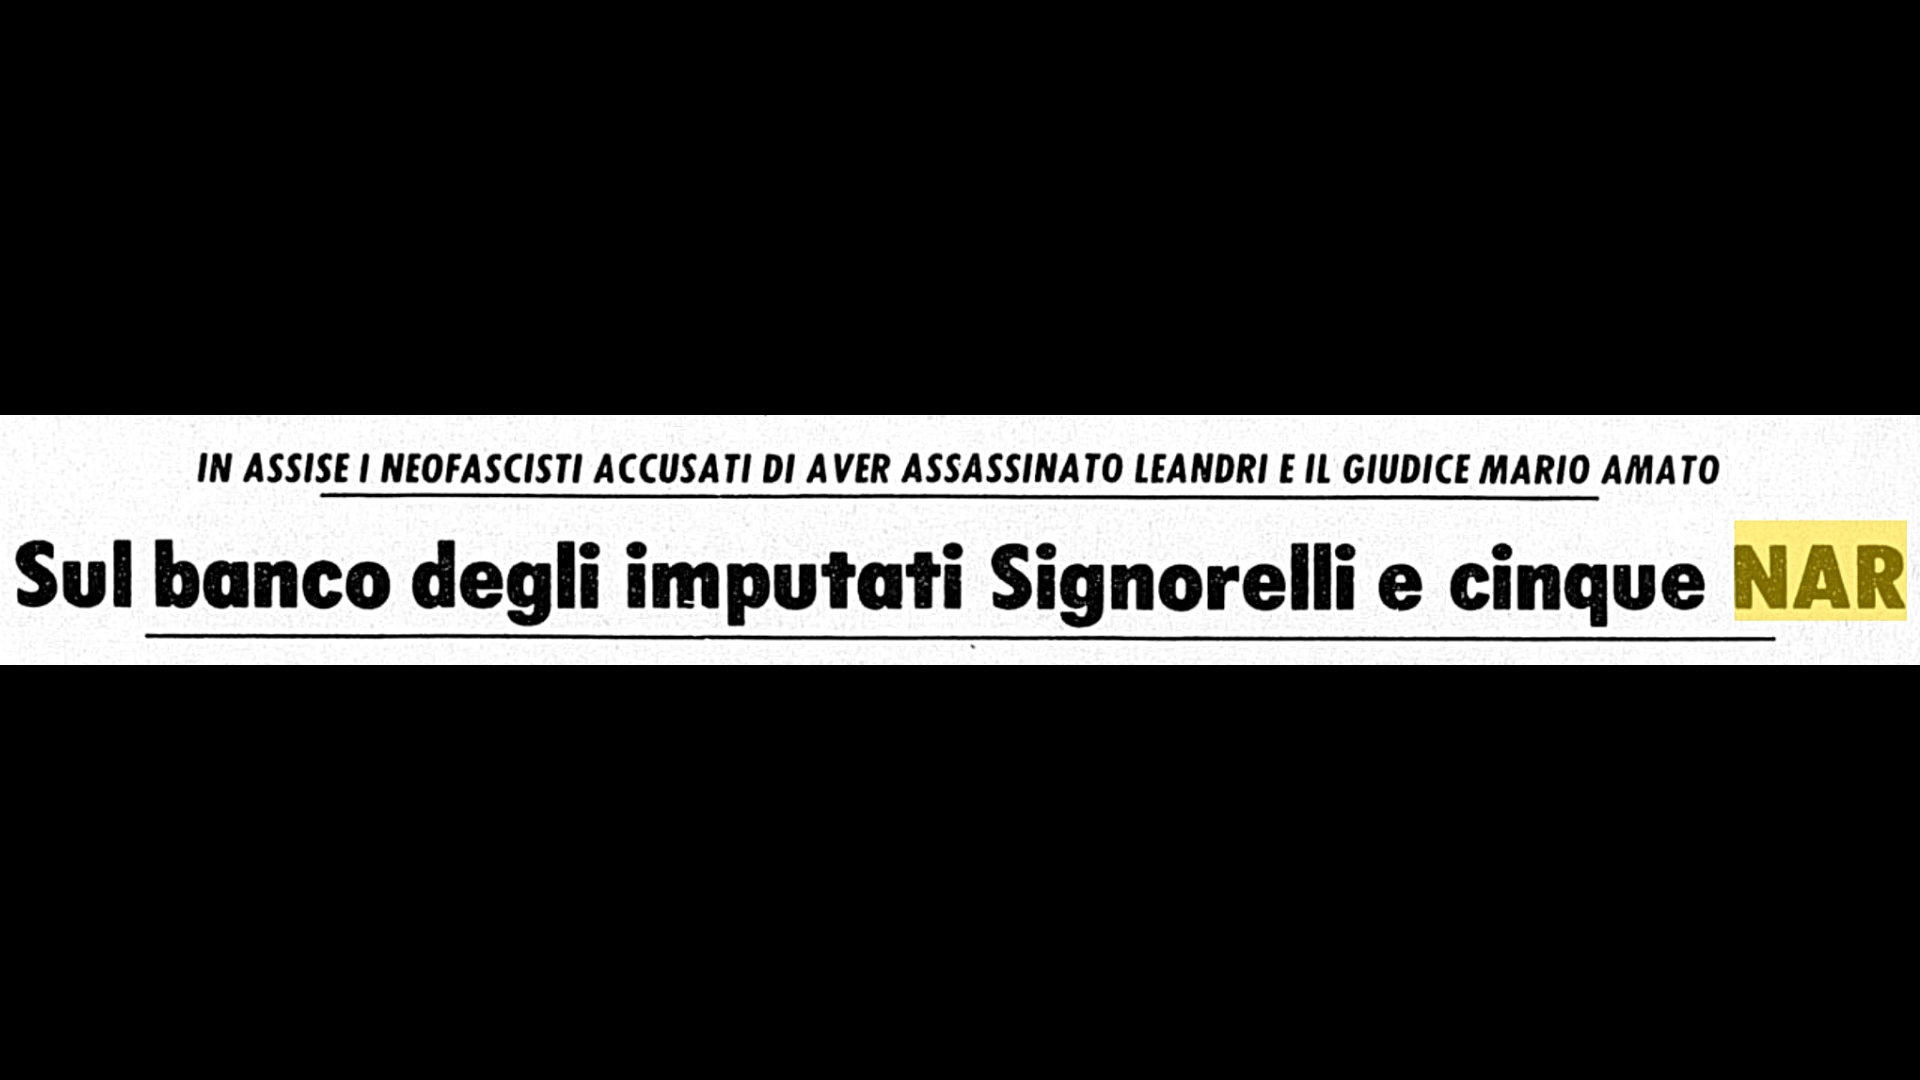 IN ASSISE I NEOFASCISTI ACCUSATI DI AVER ASSASSINATO LEANDRI E IL GIUDICE MARIO AMATO
Sul banco degli imputati Signorelli e cinque NAR